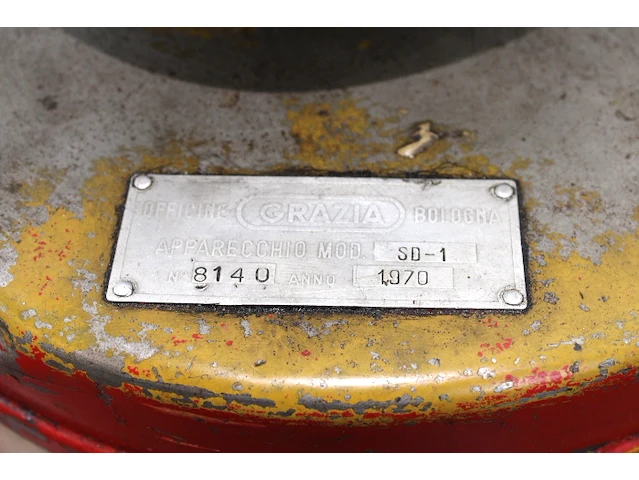 OFFICINE GRAZIA BOLOGNA
APPARECCHIO MOD. SD-1
N° 8140 ANNO 1970